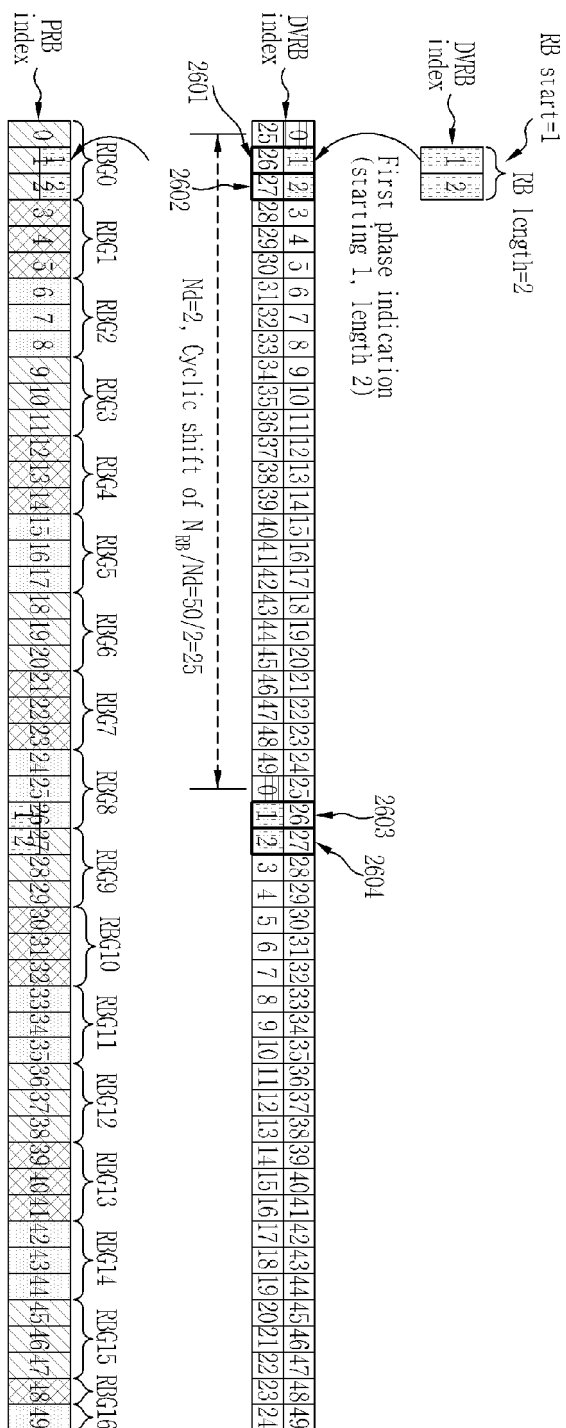 RB start=1
RB length=2
DVRB index
1 2
First phase indication
(starting 1, length 2)
2601
2602
2603
2604
DVRB index
0 1 2 3 4 5 6 7 8 9 10 11 12 13 14 15 16 17 18 19 20 21 22 23 24 25 26 27 28 29 30 31 32 33 34 35 36 37 38 39 40 41 42 43 44 45 46 47 48 49
25 26 27 28 29 30 31 32 33 34 35 36 37 38 39 40 41 42 43 44 45 46 47 48 49 0 1 2 3 4 5 6 7 8 9 10 11 12 13 14 15 16 17 18 19 20 21 22 23 24
Nd=2, Cyclic shift of N_RB/Nd=50/2=25
RBG0 RBG1 RBG2 RBG3 RBG4 RBG5 RBG6 RBG7 RBG8 RBG9 RBG10 RBG11 RBG12 RBG13 RBG14 RBG15 RBG16
PRB index
0 1 2 3 4 5 6 7 8 9 10 11 12 13 14 15 16 17 18 19 20 21 22 23 24 25 26 27 28 29 30 31 32 33 34 35 36 37 38 39 40 41 42 43 44 45 46 47 48 49
1 2